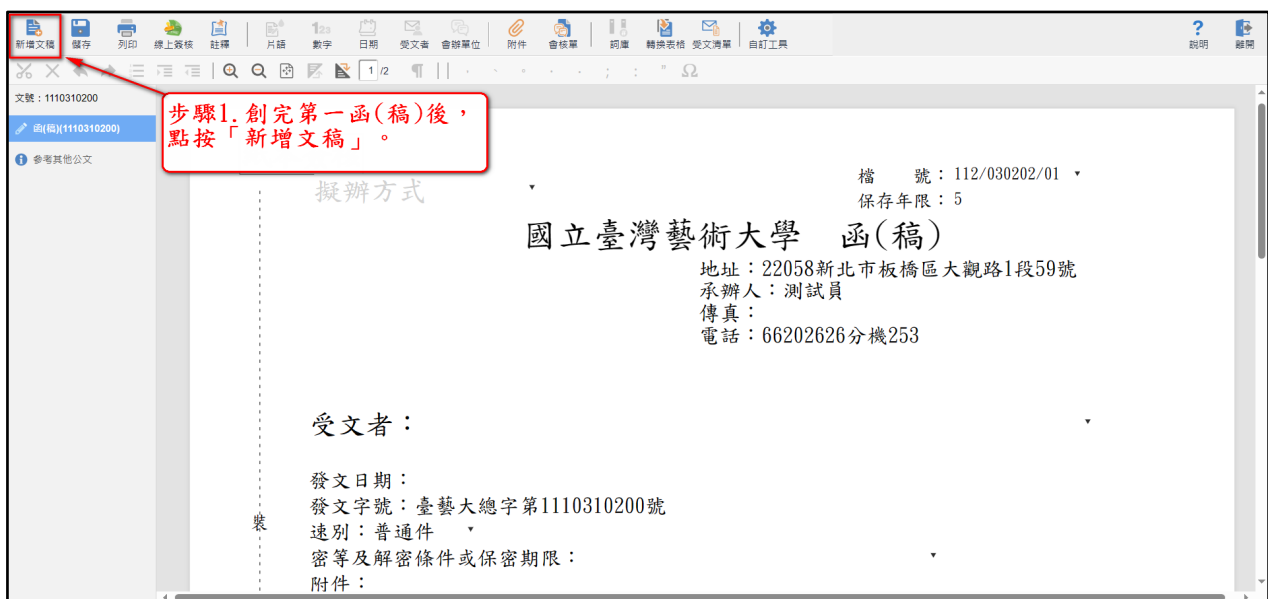 新增文稿 儲存 列印 線上簽核 註釋 片語 數字 日期 受文者 會辦單位 附件 會核單 詞庫 轉換表格 受文清單 自訂工具 說明 離開
1 /2
文號：1110310200
函(稿)(1110310200)
參考其他公文
步驟1.創完第一函(稿)後，
點按「新增文稿」。
檔 號：112/030202/01
保存年限：5
擬辦方式
國立臺灣藝術大學 函(稿)
地址：22058新北市板橋區大觀路1段59號
承辦人：測試員
傳真：
電話：66202626分機253
受文者：
發文日期：
發文字號：臺藝大總字第1110310200號
裝
速別：普通件
密等及解密條件或保密期限：
附件：